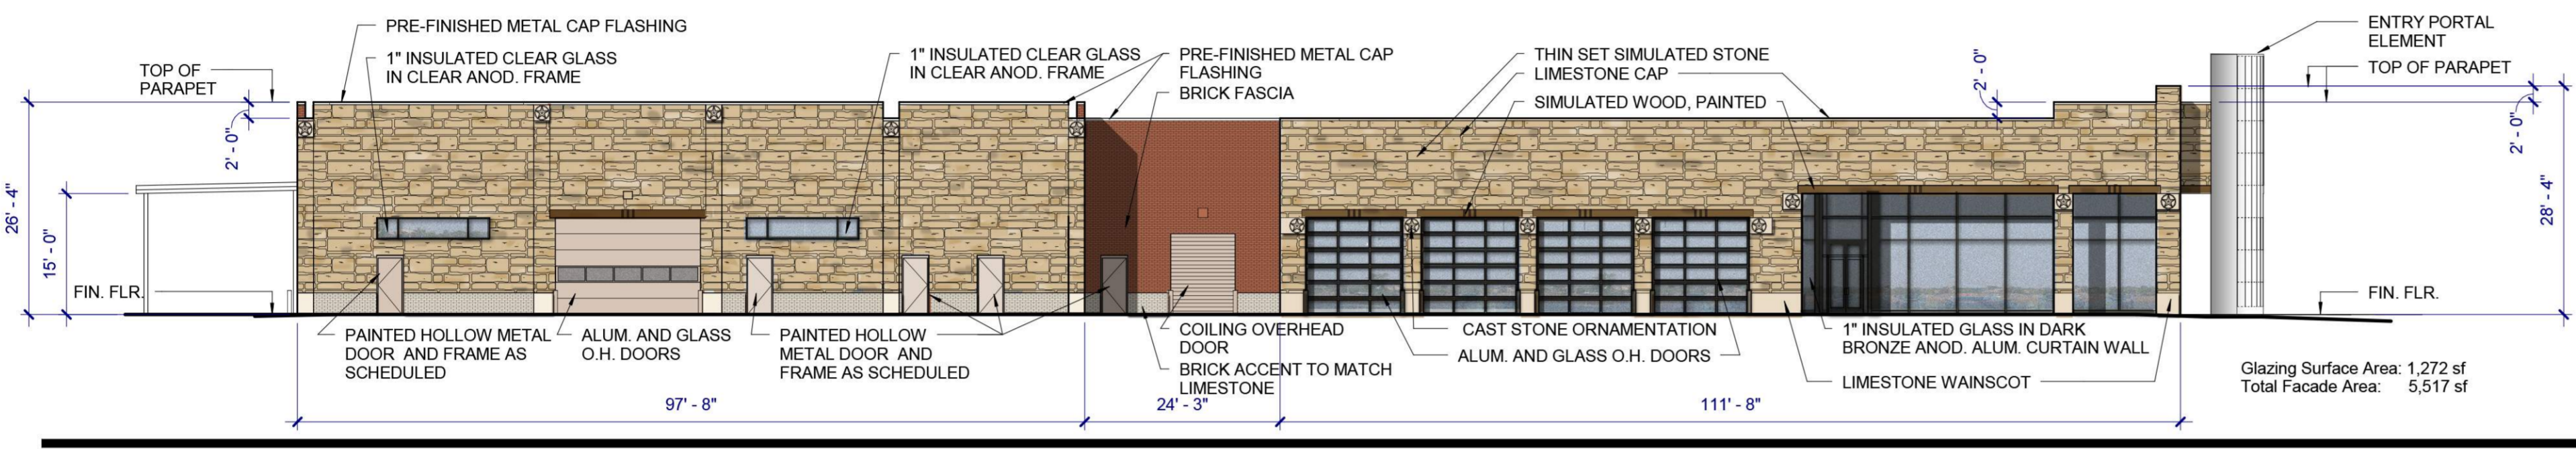 PRE-FINISHED METAL CAP FLASHING
1" INSULATED CLEAR GLASS
IN CLEAR ANOD. FRAME
TOP OF
PARAPET
1" INSULATED CLEAR GLASS
IN CLEAR ANOD. FRAME
PRE-FINISHED METAL CAP
FLASHING
BRICK FASCIA
THIN SET SIMULATED STONE
LIMESTONE CAP
SIMULATED WOOD, PAINTED
ENTRY PORTAL
ELEMENT
TOP OF PARAPET
2' - 0"
2' - 0"
2' - 0"
26' - 4"
15' - 0"
28' - 4"
FIN. FLR.
FIN. FLR.
PAINTED HOLLOW METAL
DOOR AND FRAME AS
SCHEDULED
ALUM. AND GLASS
O.H. DOORS
PAINTED HOLLOW
METAL DOOR AND
FRAME AS SCHEDULED
COILING OVERHEAD
DOOR
BRICK ACCENT TO MATCH
LIMESTONE
CAST STONE ORNAMENTATION
ALUM. AND GLASS O.H. DOORS
1" INSULATED GLASS IN DARK
BRONZE ANOD. ALUM. CURTAIN WALL
LIMESTONE WAINSCOT
Glazing Surface Area: 1,272 sf
Total Facade Area: 5,517 sf
97' - 8"
24' - 3"
111' - 8"